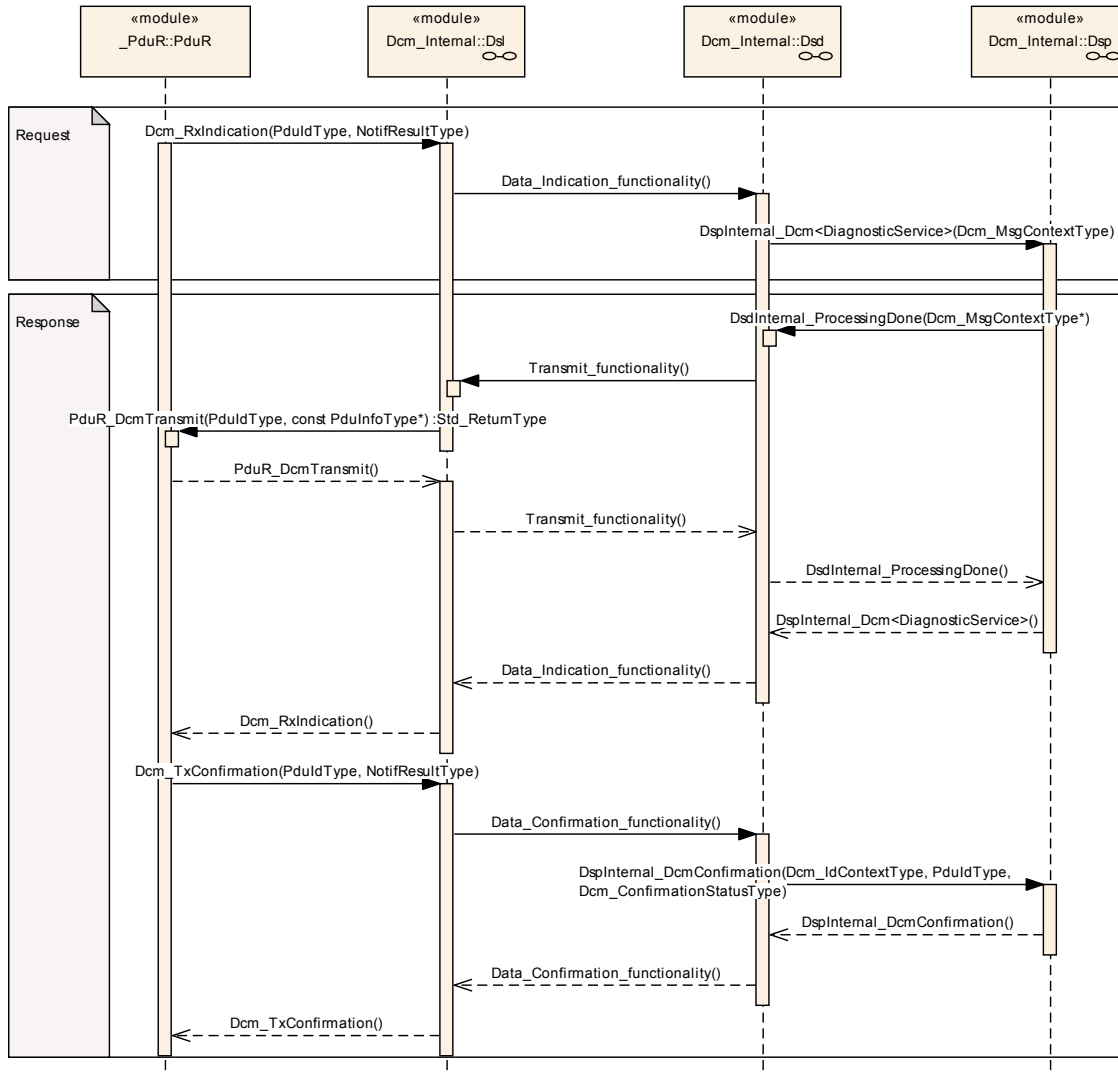 «module»
_PduR::PduR
«module»
Dcm_Internal::Dsl
«module»
Dcm_Internal::Dsd
«module»
Dcm_Internal::Dsp
Request
Dcm_RxIndication(PduIdType, NotifResultType)
Data_Indication_functionality()
DspInternal_Dcm<DiagnosticService>(Dcm_MsgContextType)
Response
DsdInternal_ProcessingDone(Dcm_MsgContextType*)
Transmit_functionality()
PduR_DcmTransmit(PduIdType, const PduInfoType*) :Std_ReturnType
PduR_DcmTransmit()
Transmit_functionality()
DsdInternal_ProcessingDone()
DspInternal_Dcm<DiagnosticService>()
Data_Indication_functionality()
Dcm_RxIndication()
Dcm_TxConfirmation(PduIdType, NotifResultType)
Data_Confirmation_functionality()
DspInternal_DcmConfirmation(Dcm_IdContextType, PduIdType,
Dcm_ConfirmationStatusType)
DspInternal_DcmConfirmation()
Data_Confirmation_functionality()
Dcm_TxConfirmation()